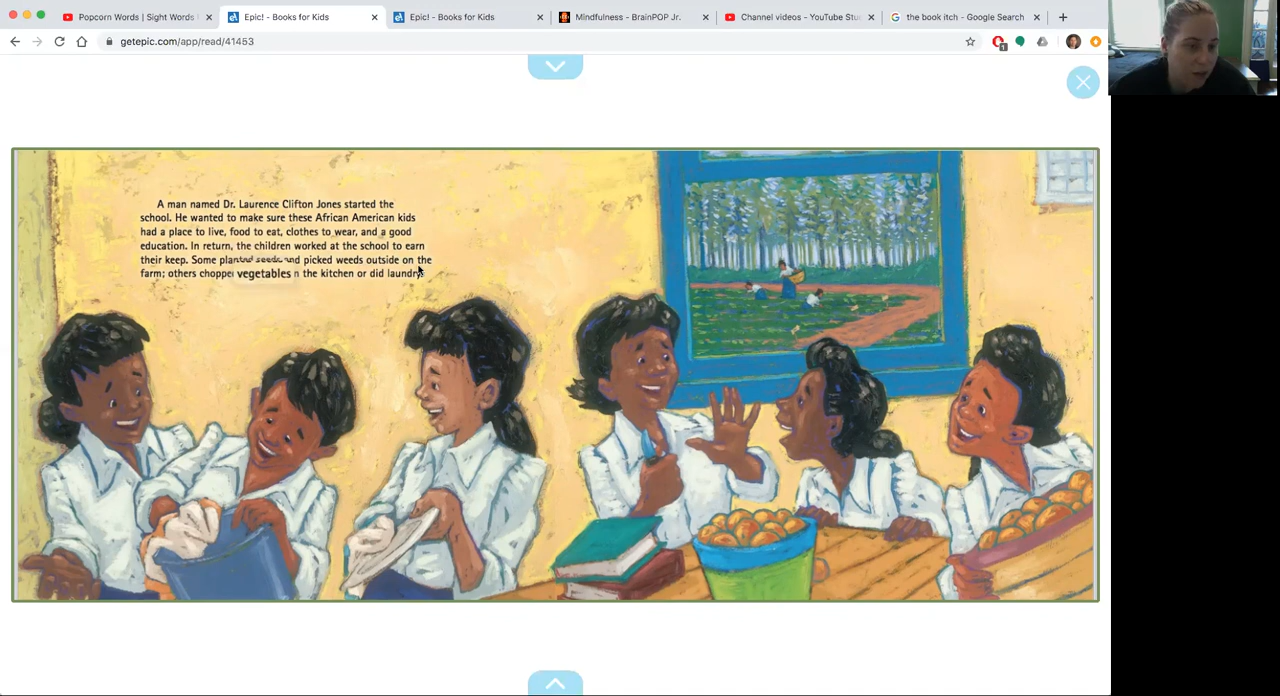 Popcorn Words | Sight Words
Epic! - Books for Kids
Epic! - Books for Kids
Mindfulness - BrainPOP Jr.
Channel videos - YouTube Stu
the book itch - Google Search
getepic.com/app/read/41453
A man named Dr. Laurence Clifton Jones started the
school. He wanted to make sure these African American kids
had a place to live, food to eat, clothes to wear, and a good
education. In return, the children worked at the school to earn
their keep. Some planted seeds and picked weeds outside on the
farm; others choppe vegetables n the kitchen or did laundry.